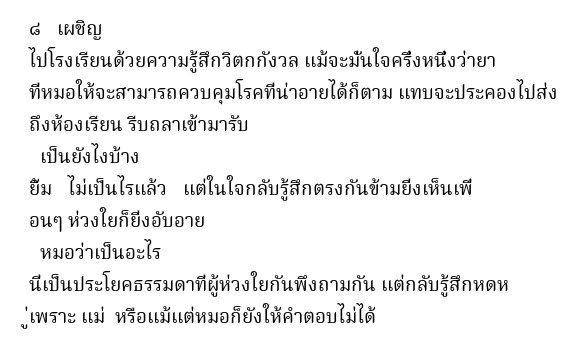 ๘   เผชิญ
ไปโรงเรียนด้วยความรู้สึกวิตกกังวล แม้จะมั่นใจครึ่งหนึ่งว่ายา
ที่หมอให้จะสามารถควบคุมโรคที่น่าอายได้ก็ตาม แทบจะประคองไปส่ง
ถึงห้องเรียน รีบถลาเข้ามารับ
เป็นยังไงบ้าง
ยิ้ม   ไม่เป็นไรแล้ว   แต่ในใจกลับรู้สึกตรงกันข้ามยิ่งเห็นเพื่
อนๆ ห่วงใยก็ยิ่งอับอาย
หมอว่าเป็นอะไร
นี่เป็นประโยคธรรมดาที่ผู้ห่วงใยกันพึงถามกัน แต่กลับรู้สึกหดห
ู่เพราะ แม่  หรือแม้แต่หมอก็ยังให้คำตอบไม่ได้